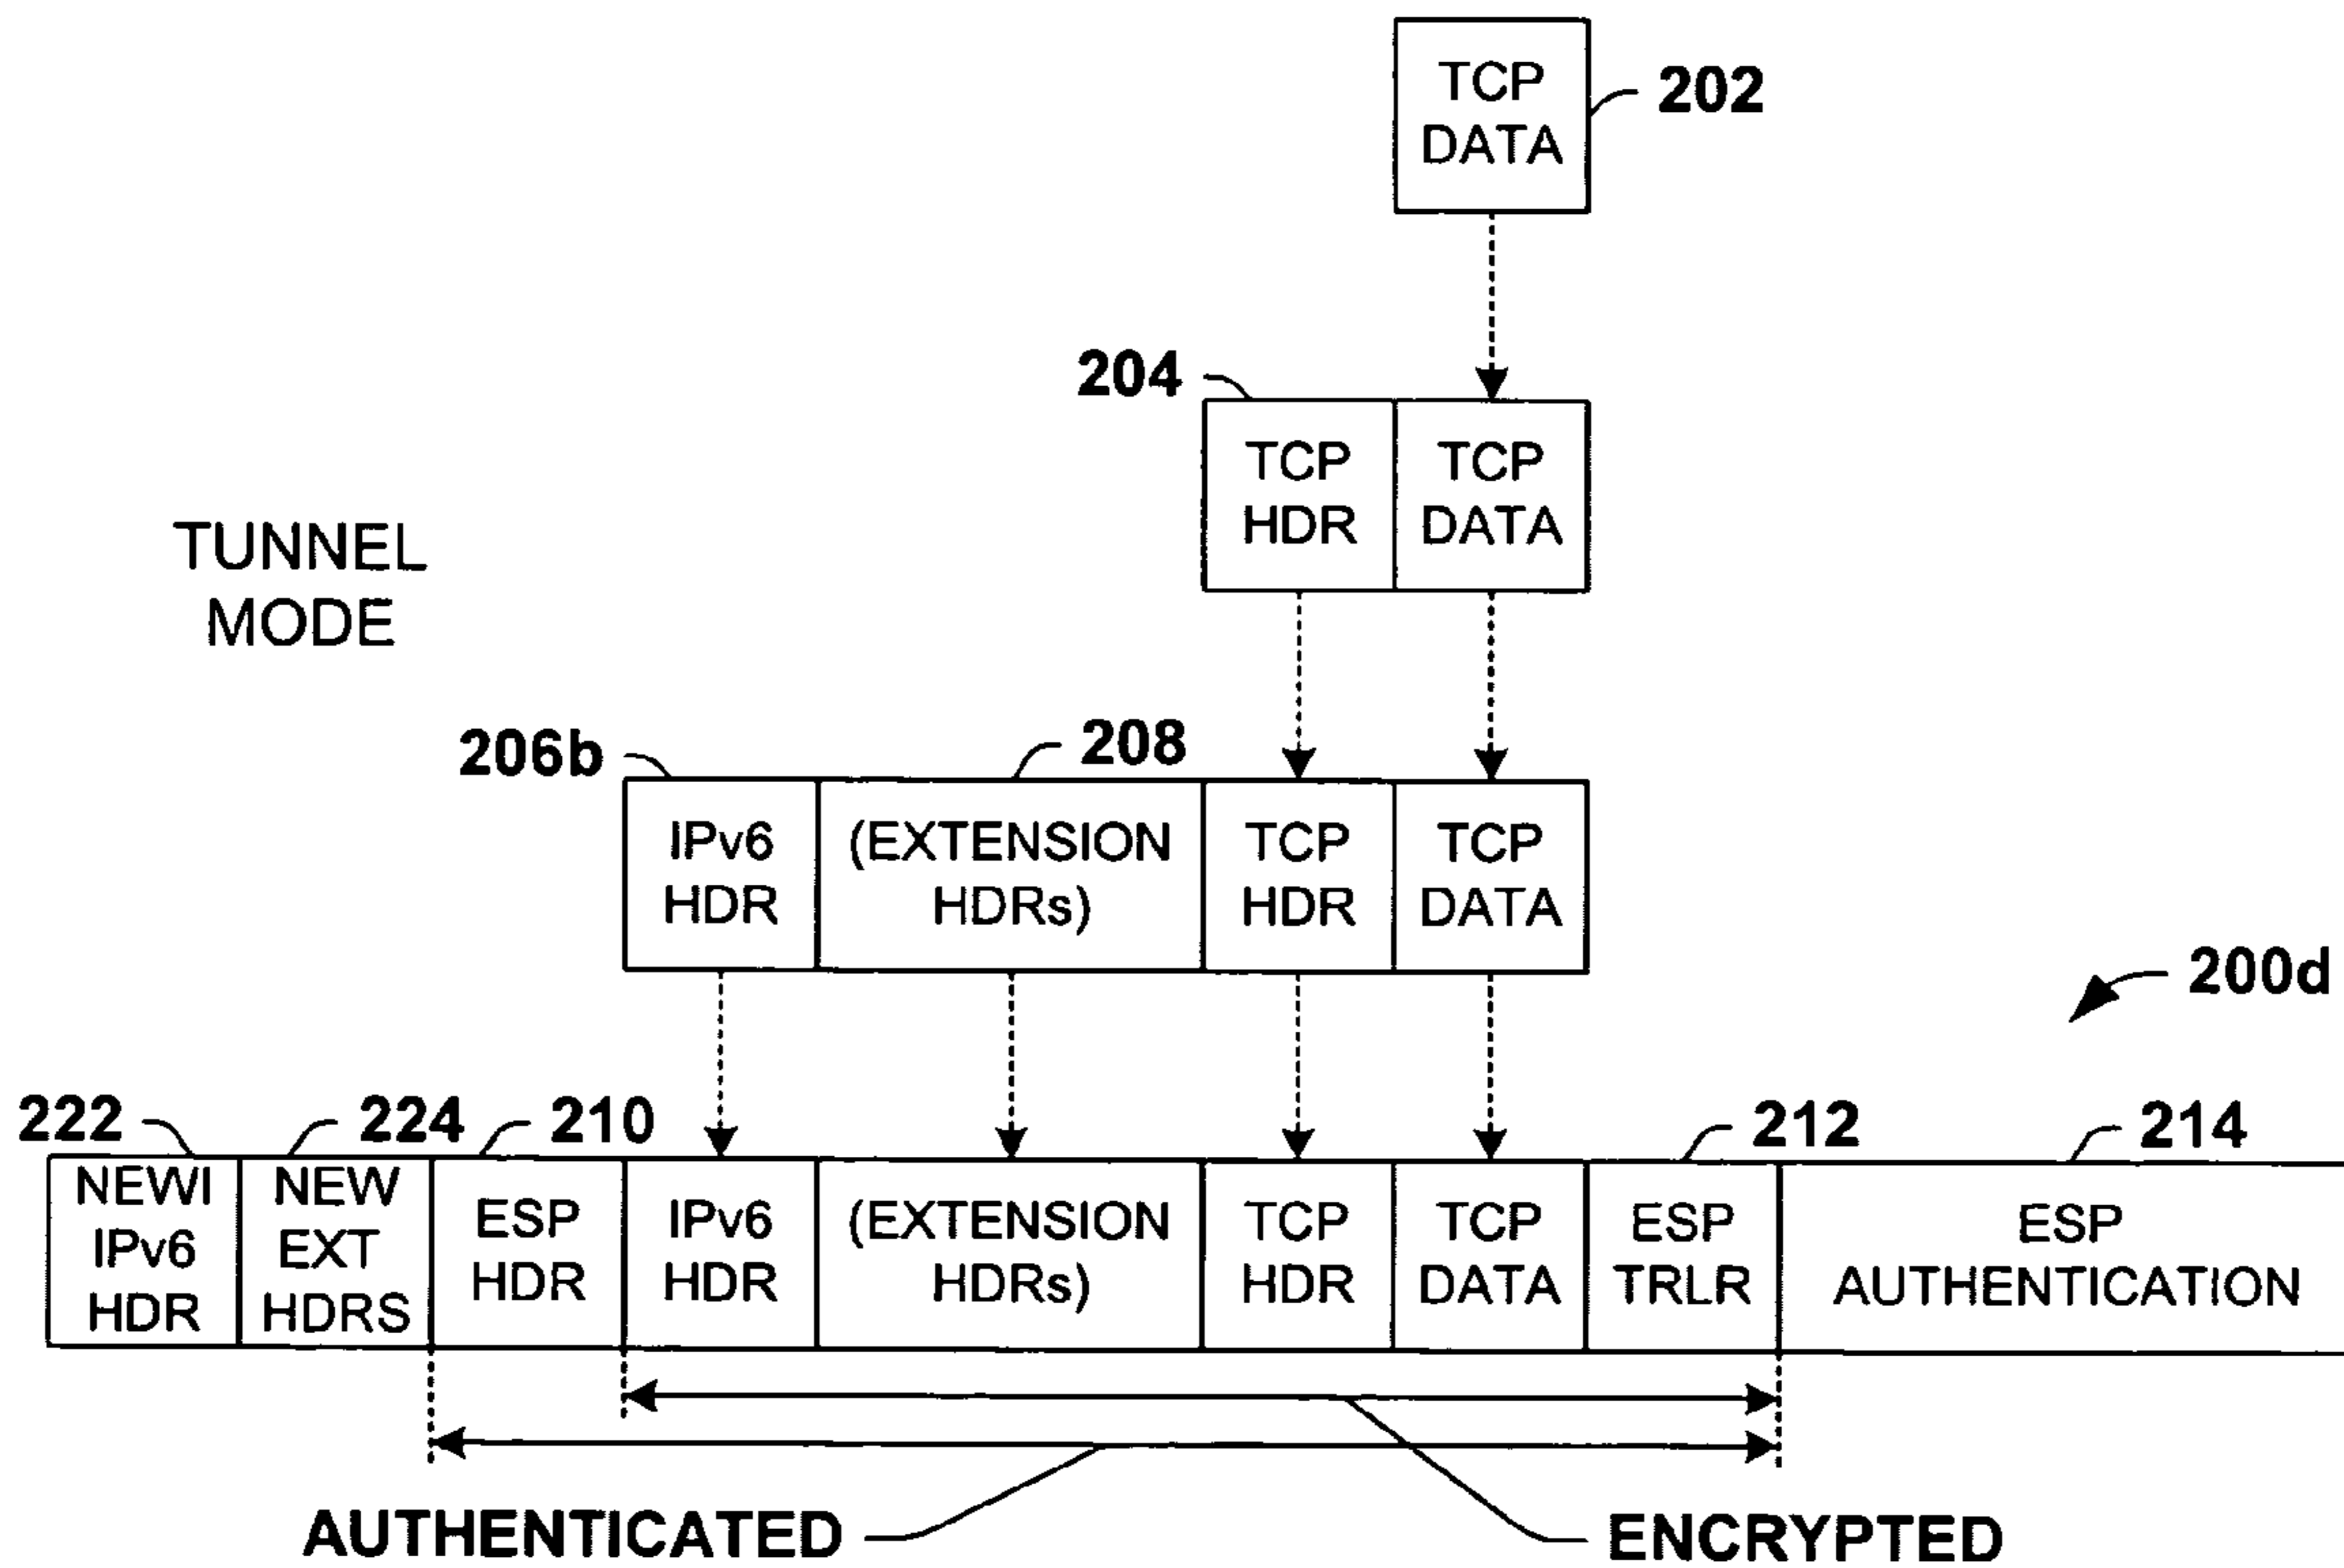 TCP
DATA
202
204
TCP
HDR
TCP
DATA
TUNNEL
MODE
206b
208
IPv6
HDR
(EXTENSION
HDRs)
TCP
HDR
TCP
DATA
200d
222
224
210
212
214
NEWI
IPv6
HDR
NEW
EXT
HDRS
ESP
HDR
IPv6
HDR
(EXTENSION
HDRs)
TCP
HDR
TCP
DATA
ESP
TRLR
ESP
AUTHENTICATION
AUTHENTICATED
ENCRYPTED